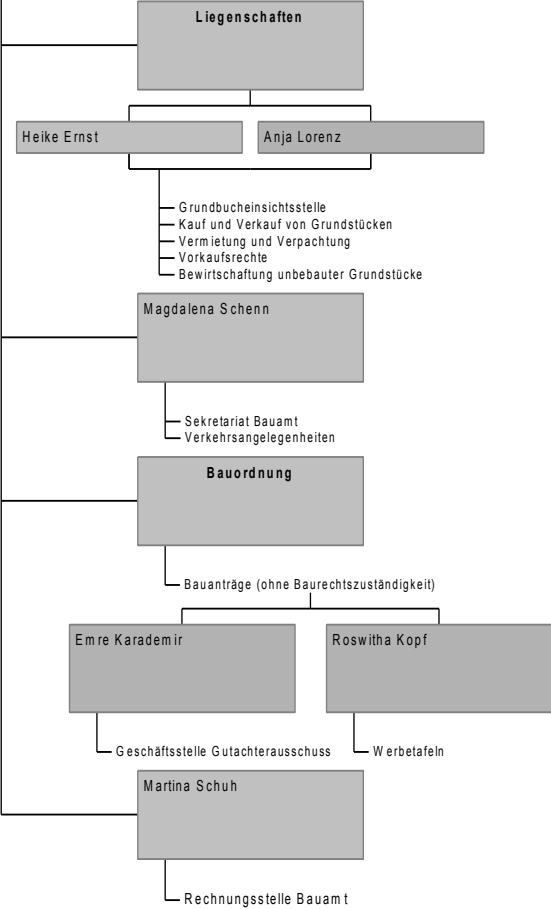 Liegenschaften
Heike Ernst
Anja Lorenz
Grundbucheinsichtsstelle
Kauf und Verkauf von Grundstücken
Vermietung und Verpachtung
Vorkaufsrechte
Bewirtschaftung unbebauter Grundstücke
Magdalena Schenn
Sekretariat Bauamt
Verkehrsangelegenheiten
Bauordnung
Bauanträge (ohne Baurechtszuständigkeit)
Emre Karademir
Roswitha Kopf
Geschäftsstelle Gutachterausschuss
Werbetafeln
Martina Schuh
Rechnungsstelle Bauamt